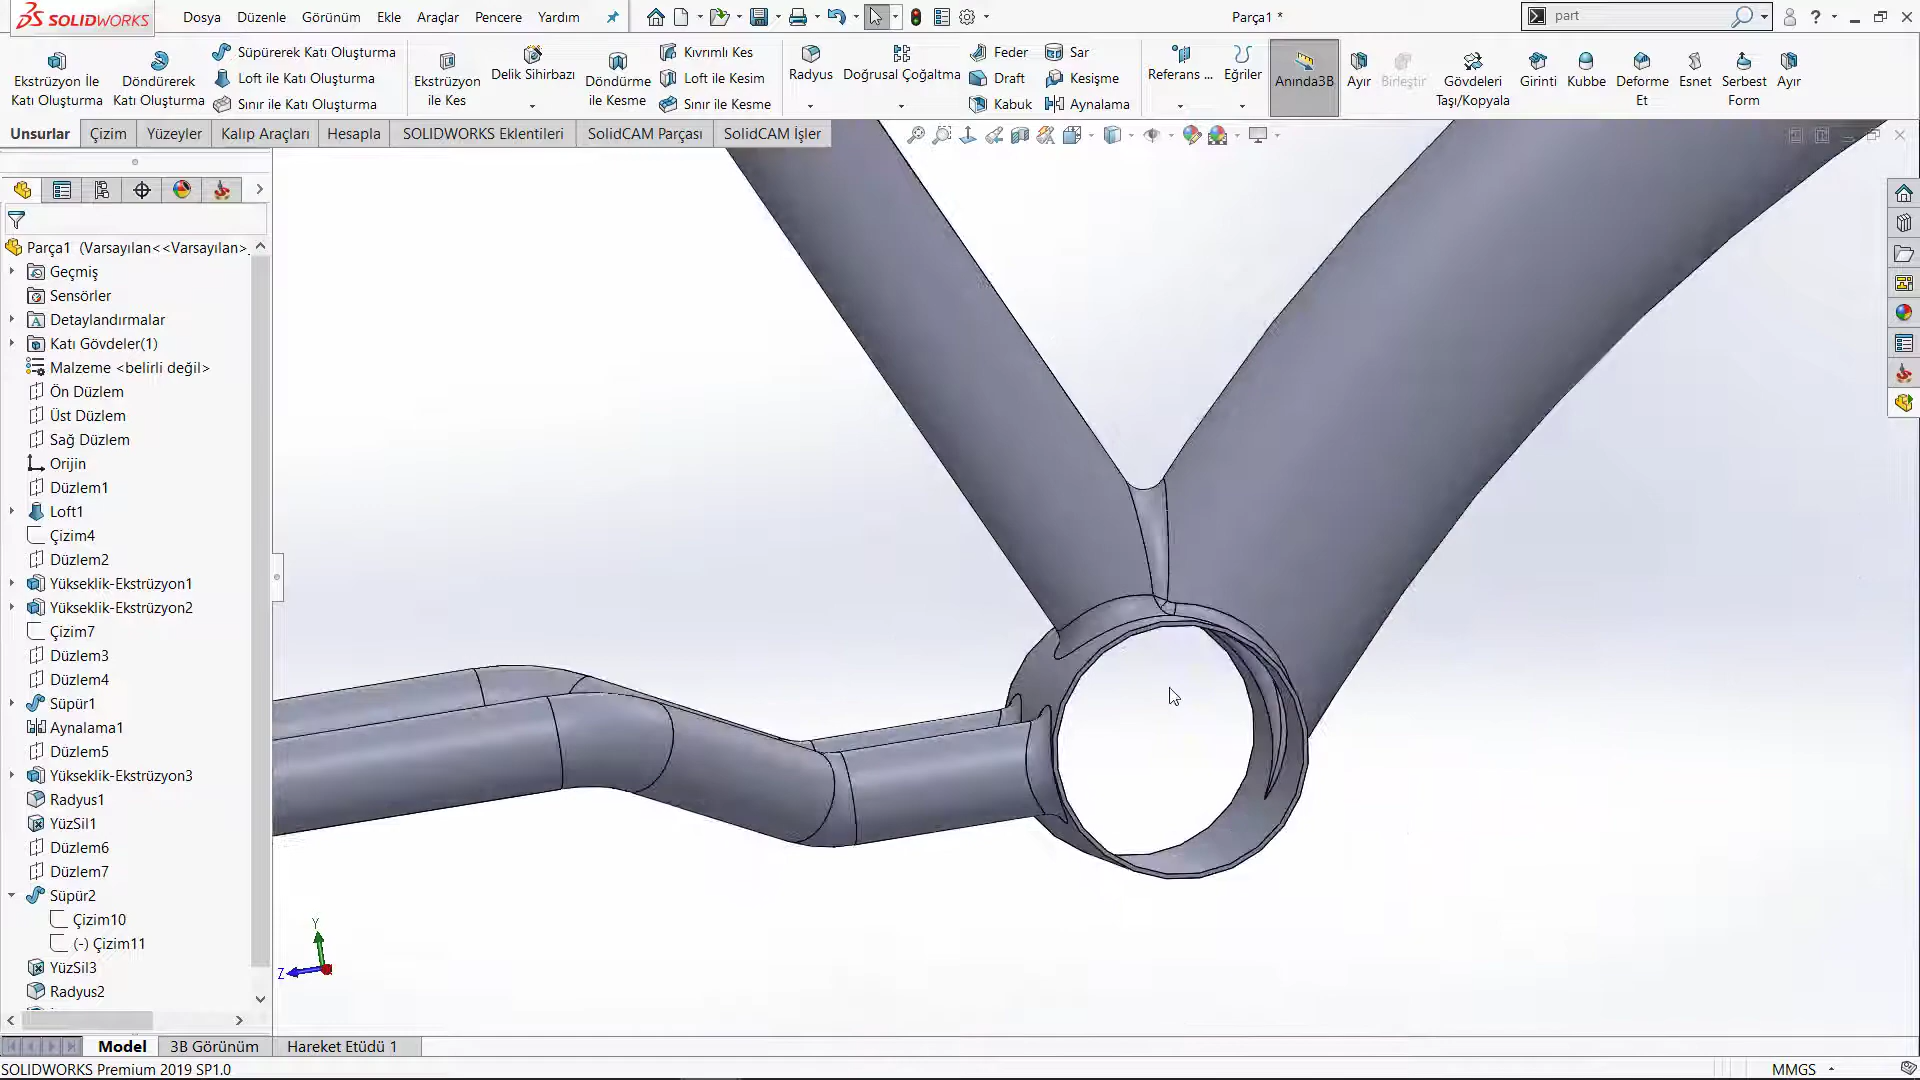 SOLIDWORKS Dosya Düzenle Görünüm Ekle Araçlar Pencere Yardım Parça1 * part
Ekstrüzyon İle Katı Oluşturma
Döndürerek Katı Oluşturma
Süpürerek Katı Oluşturma
Loft ile Katı Oluşturma
Sınır ile Katı Oluşturma
Ekstrüzyon ile Kes
Delik Sihirbazı
Döndürme ile Kesme
Kıvrımlı Kes
Loft ile Kesim
Sınır ile Kesme
Radyus
Doğrusal Çoğaltma
Feder
Draft
Kabuk
Sar
Kesişme
Aynalama
Referans ...
Eğriler
Anında3B
Ayır
Birleştir
Gövdeleri Taşı/Kopyala
Girinti
Kubbe
Deforme Et
Esnet
Serbest Form
Ayır
Unsurlar Çizim Yüzeyler Kalıp Araçları Hesapla SOLIDWORKS Eklentileri SolidCAM Parçası SolidCAM İşler
Parça1 (Varsayılan<<Varsayılan>_
Geçmiş
Sensörler
Detaylandırmalar
Katı Gövdeler(1)
Malzeme <belirli değil>
Ön Düzlem
Üst Düzlem
Sağ Düzlem
Orijin
Düzlem1
Loft1
Çizim4
Düzlem2
Yükseklik-Ekstrüzyon1
Yükseklik-Ekstrüzyon2
Çizim7
Düzlem3
Düzlem4
Süpür1
Aynalama1
Düzlem5
Yükseklik-Ekstrüzyon3
Radyus1
YüzSil1
Düzlem6
Düzlem7
Süpür2
Çizim10
(-) Çizim11
YüzSil3
Radyus2
Y
Z
Model 3B Görünüm Hareket Etüdü 1
SOLIDWORKS Premium 2019 SP1.0 MMGS